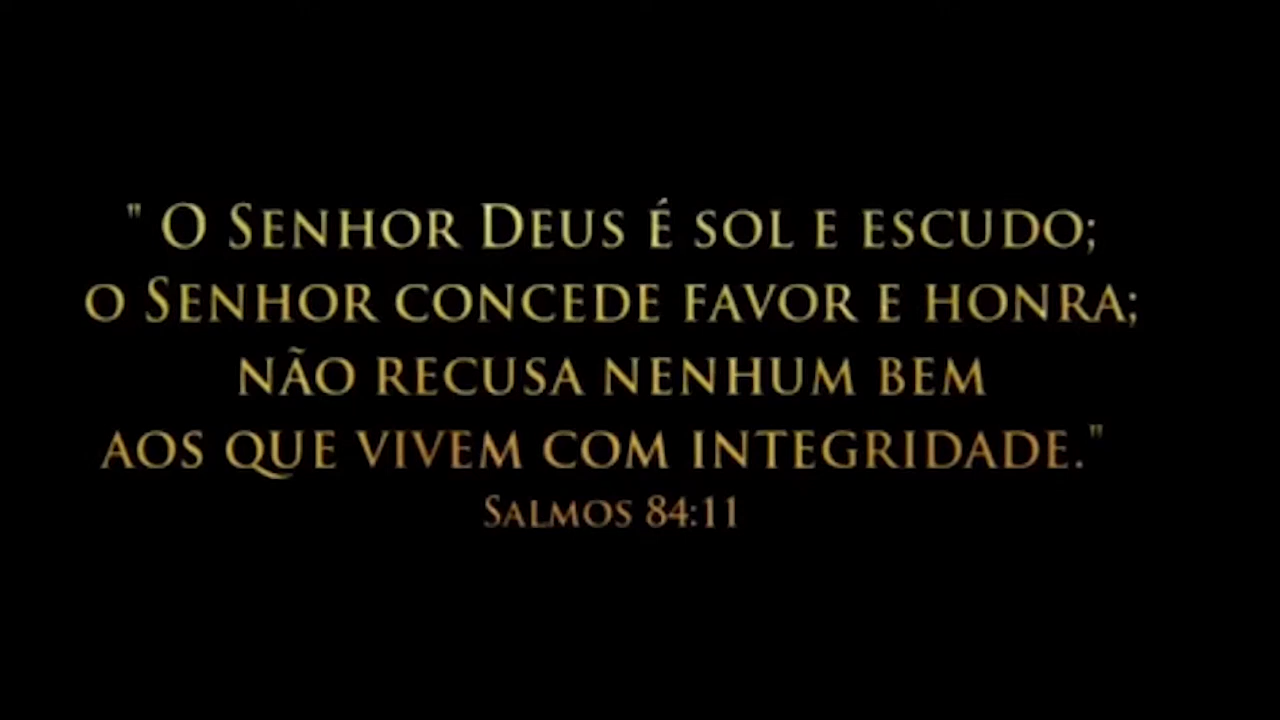 " O Senhor Deus é sol e escudo;
o Senhor concede favor e honra;
não recusa nenhum bem
aos que vivem com integridade."
Salmos 84:11